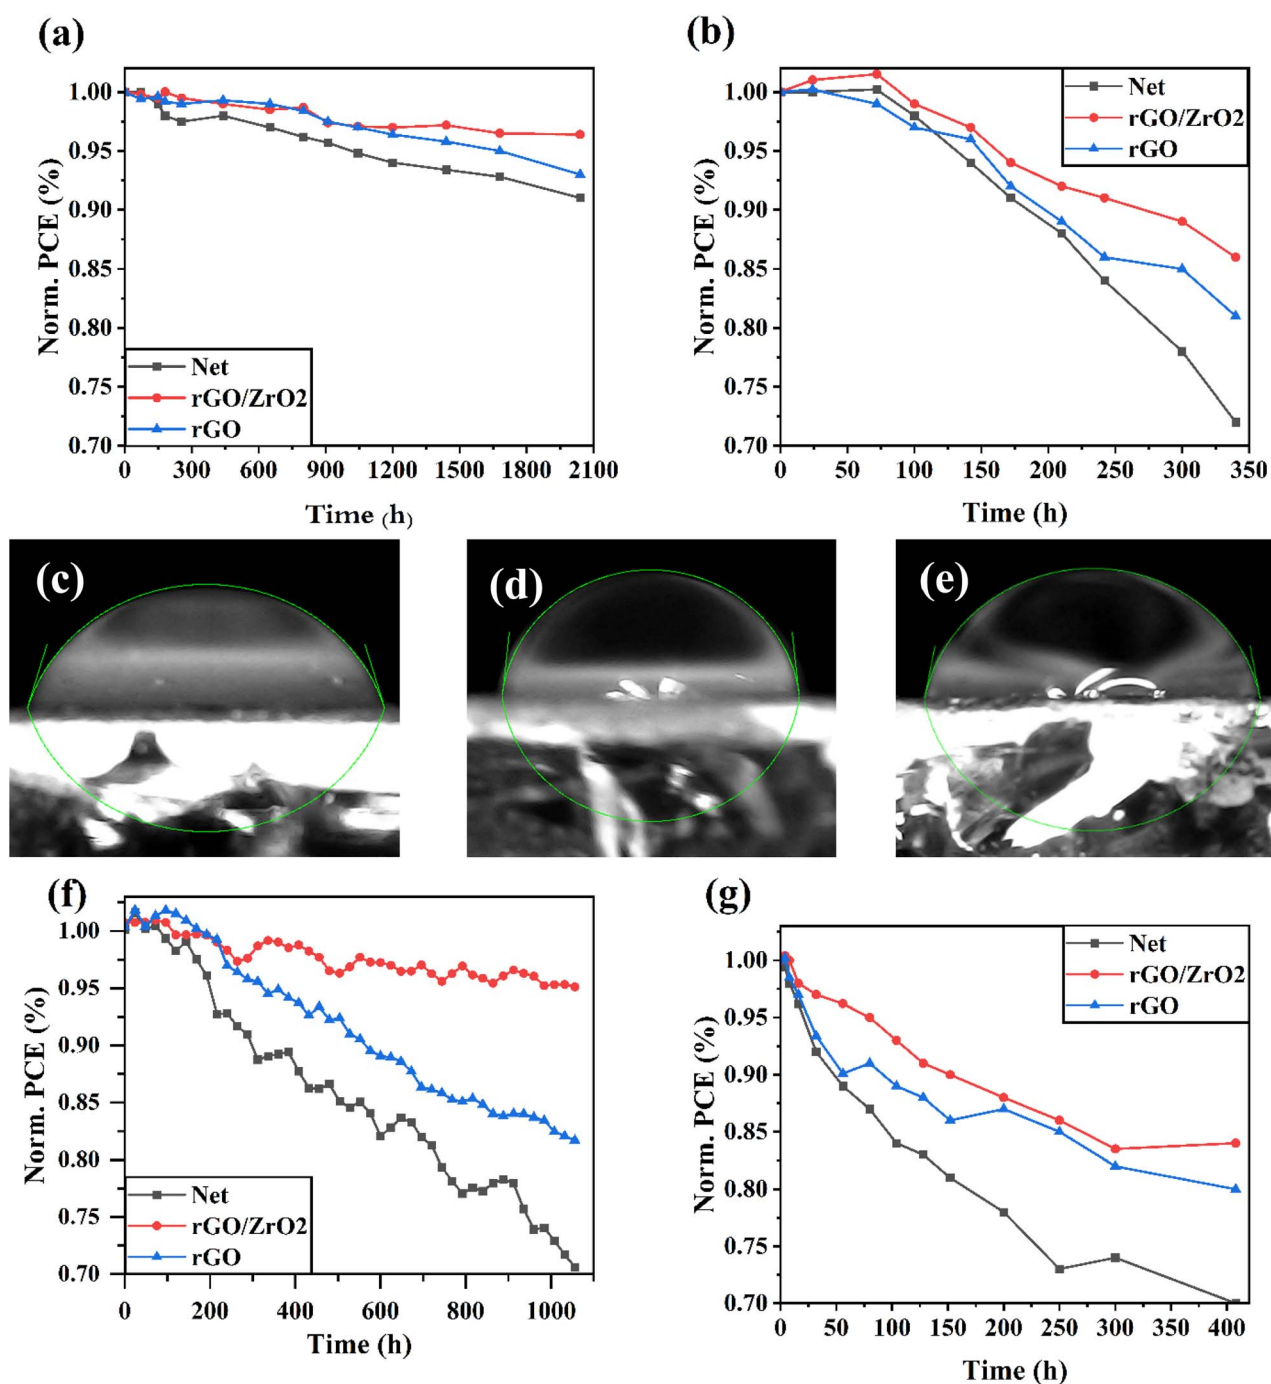 (a)
1.00
0.95
0.90
0.85
0.80
0.75
0.70
Norm. PCE (%)
Net
rGO/ZrO2
rGO
0 300 600 900 1200 1500 1800 2100
Time (h)
(b)
1.00
0.95
0.90
0.85
0.80
0.75
0.70
Norm. PCE (%)
Net
rGO/ZrO2
rGO
0 50 100 150 200 250 300 350
Time (h)
(c)
(d)
(e)
(f)
1.00
0.95
0.90
0.85
0.80
0.75
0.70
Norm. PCE (%)
Net
rGO/ZrO2
rGO
0 200 400 600 800 1000
Time (h)
(g)
1.00
0.95
0.90
0.85
0.80
0.75
0.70
Norm. PCE (%)
Net
rGO/ZrO2
rGO
0 50 100 150 200 250 300 350 400
Time (h)